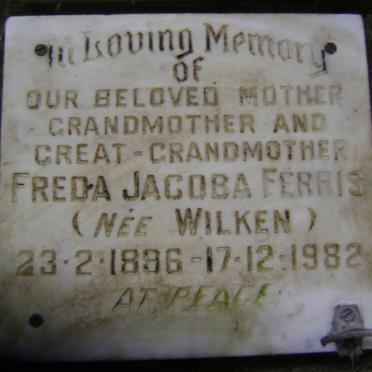 In Loving Memory
OF
OUR BELOVED MOTHER
GRANDMOTHER AND
GREAT-GRANDMOTHER
FREDA JACOBA FERRIS
( NÉE WILKEN )
23·2·1896-17·12·1982
AT PEACE